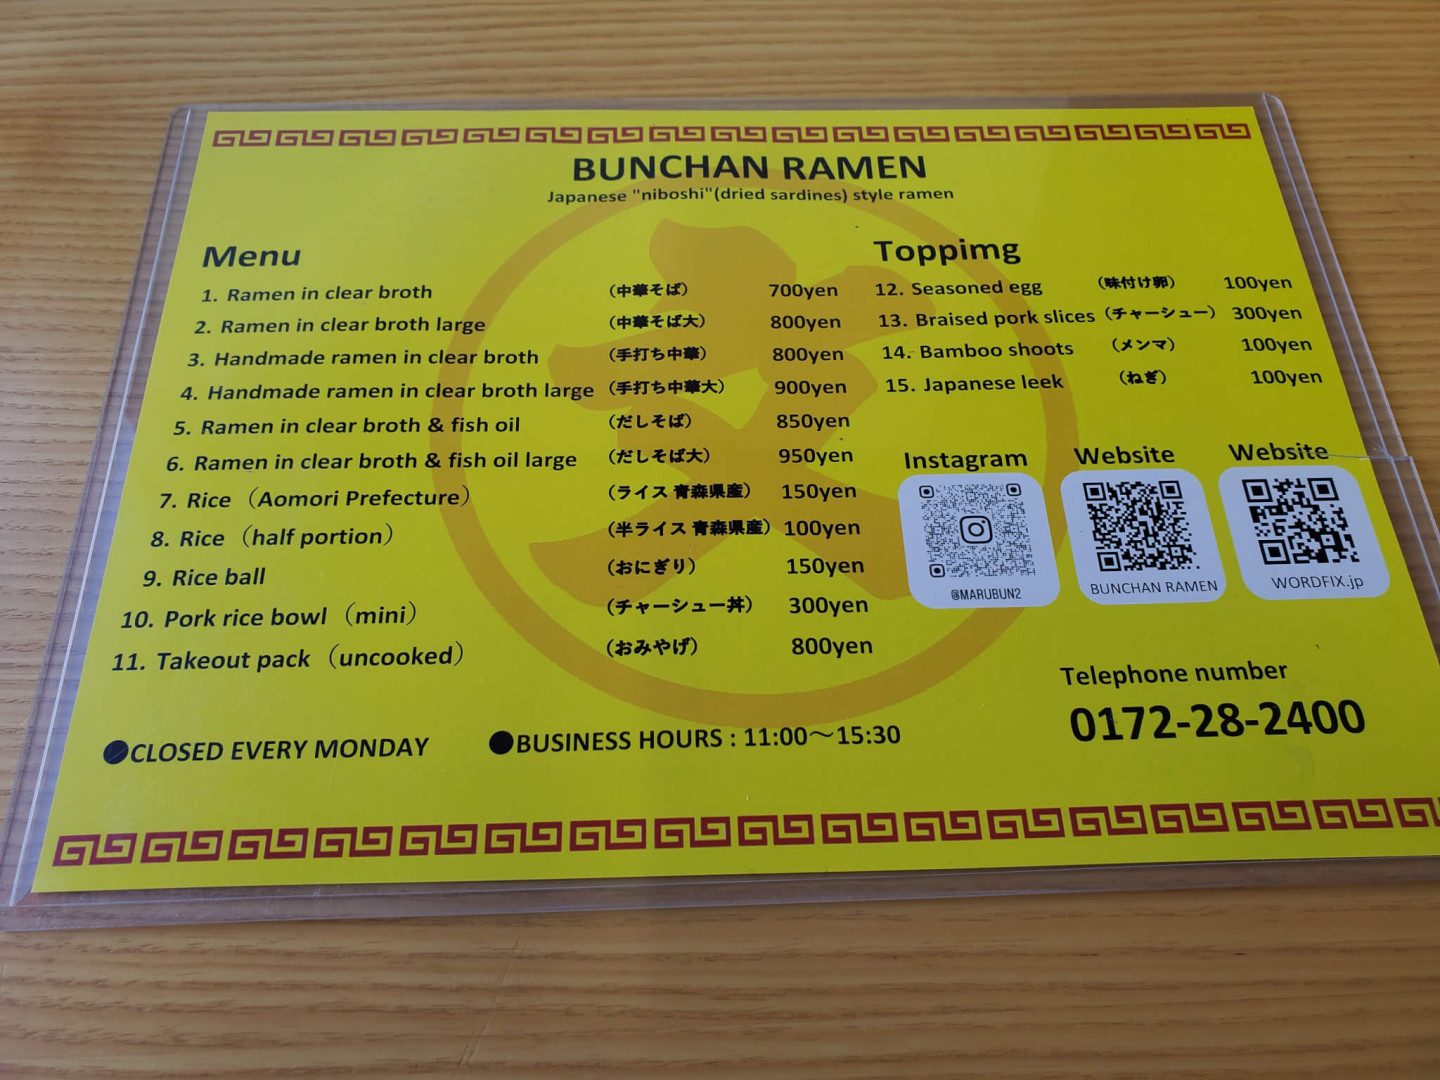 BUNCHAN RAMEN
Japanese "niboshi"(dried sardines) style ramen
Menu
1. Ramen in clear broth （中華そば） 700yen
2. Ramen in clear broth large （中華そば大） 800yen
3. Handmade ramen in clear broth （手打ち中華） 800yen
4. Handmade ramen in clear broth large （手打ち中華大） 900yen
5. Ramen in clear broth & fish oil （だしそば） 850yen
6. Ramen in clear broth & fish oil large （だしそば大） 950yen
7. Rice （Aomori Prefecture） （ライス 青森県産） 150yen
8. Rice （half portion） （半ライス 青森県産） 100yen
9. Rice ball （おにぎり） 150yen
10. Pork rice bowl （mini） （チャーシュー丼） 300yen
11. Takeout pack （uncooked） （おみやげ） 800yen
Toppimg
12. Seasoned egg （味付け卵） 100yen
13. Braised pork slices （チャーシュー） 300yen
14. Bamboo shoots （メンマ） 100yen
15. Japanese leek （ねぎ） 100yen
Instagram Website Website
@MARUBUN2 BUNCHAN RAMEN WORDFIX.jp
Telephone number
0172-28-2400
●CLOSED EVERY MONDAY ●BUSINESS HOURS : 11:00～15:30
文